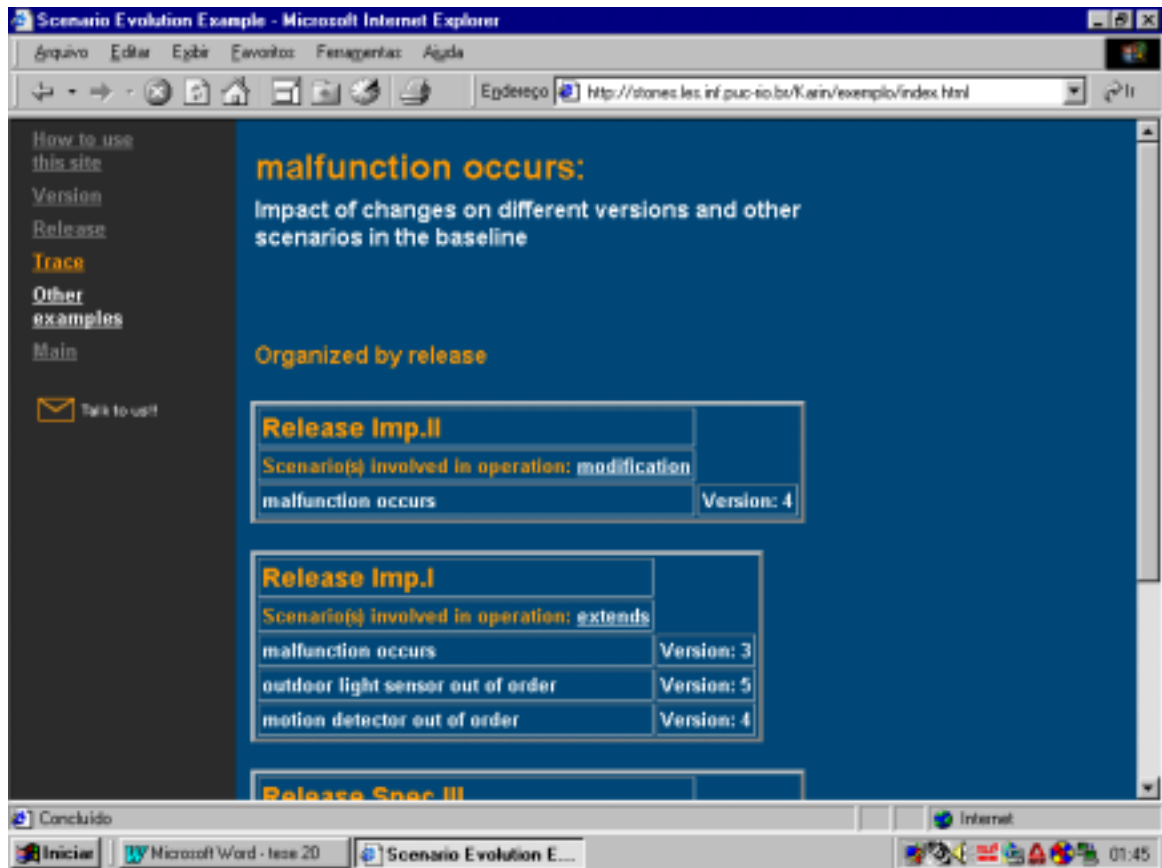 Scenario Evolution Example - Microsoft Internet Explorer
Arquivo Editar Exibir Favoritos Ferramentas Ajuda
Endereço http://stones.les.inf.puc-rio.br/Karin/exemplo/index.html Ir
How to use
this site
Version
Release
Trace
Other
examples
Main
Talk to us!!
malfunction occurs:
Impact of changes on different versions and other
scenarios in the baseline
Organized by release
Release Imp.II
Scenario(s) involved in operation: modification
malfunction occurs Version: 4
Release Imp.I
Scenario(s) involved in operation: extends
malfunction occurs Version: 3
outdoor light sensor out of order Version: 5
motion detector out of order Version: 4
Release Spec.III
Concluído Internet
Iniciar Microsoft Word - tese 20 Scenario Evolution E... 01:45